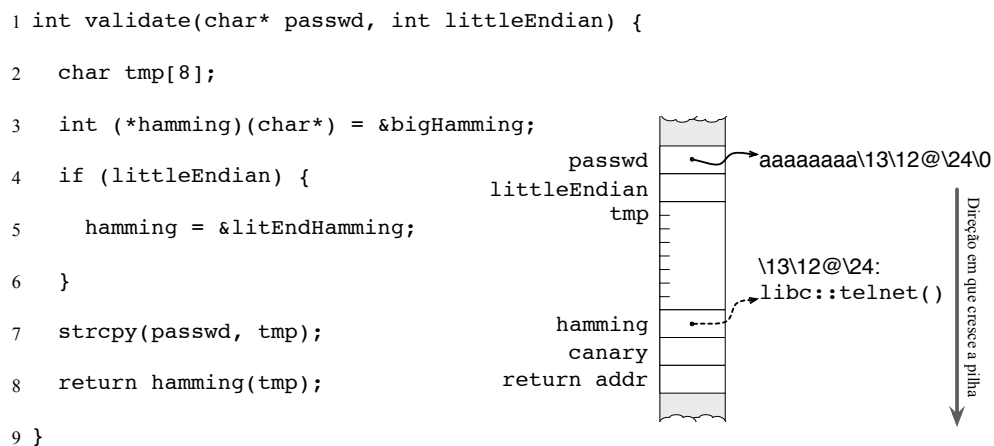 1 int validate(char* passwd, int littleEndian) {
2 char tmp[8];
3 int (*hamming)(char*) = &bigHamming;
4 if (littleEndian) {
5 hamming = &litEndHamming;
6 }
7 strcpy(passwd, tmp);
8 return hamming(tmp);
9 }
passwd
aaaaaaaa\13\12@\24\0
littleEndian
tmp
\13\12@\24:
libc::telnet()
hamming
canary
return addr
Direção em que cresce a pilha